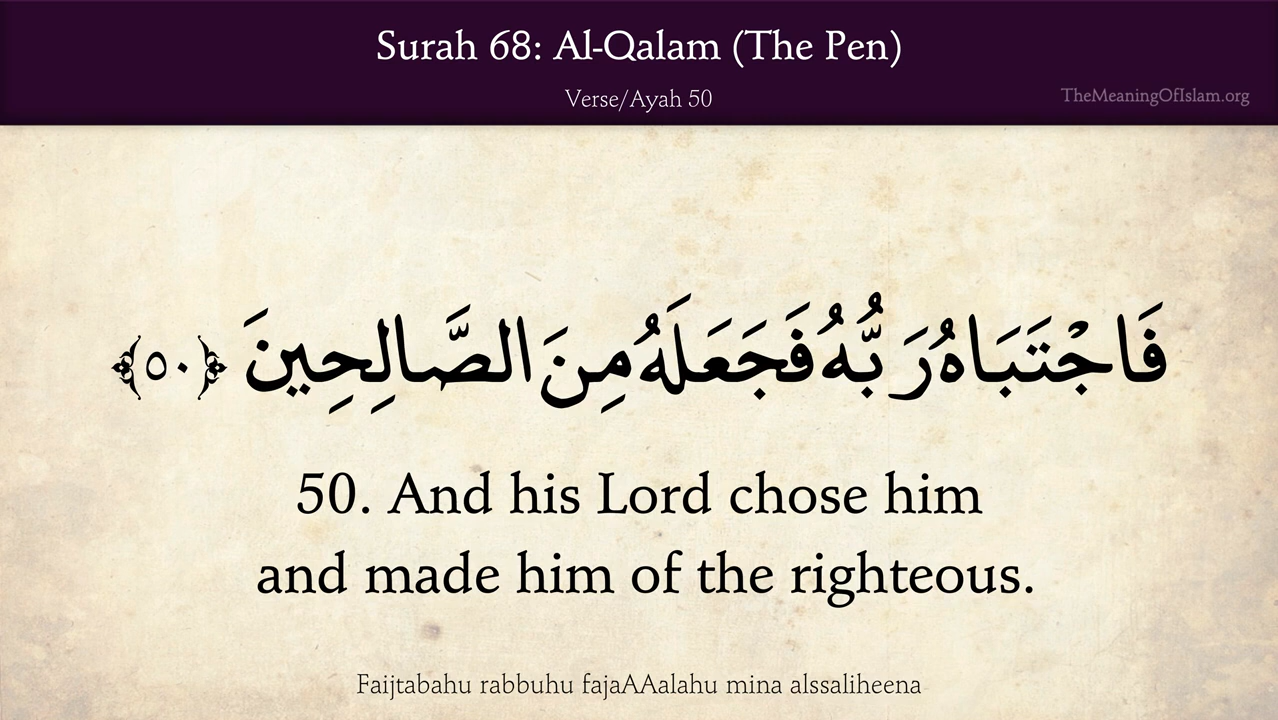 Surah 68: Al-Qalam (The Pen)
Verse/Ayah 50
TheMeaningOfIslam.org
فَاجْتَبَاهُ رَبُّهُ فَجَعَلَهُ مِنَ الصَّالِحِينَ ﴿٥٠﴾
50. And his Lord chose him
and made him of the righteous.
Faijtabahu rabbuhu fajaAAalahu mina alssaliheena